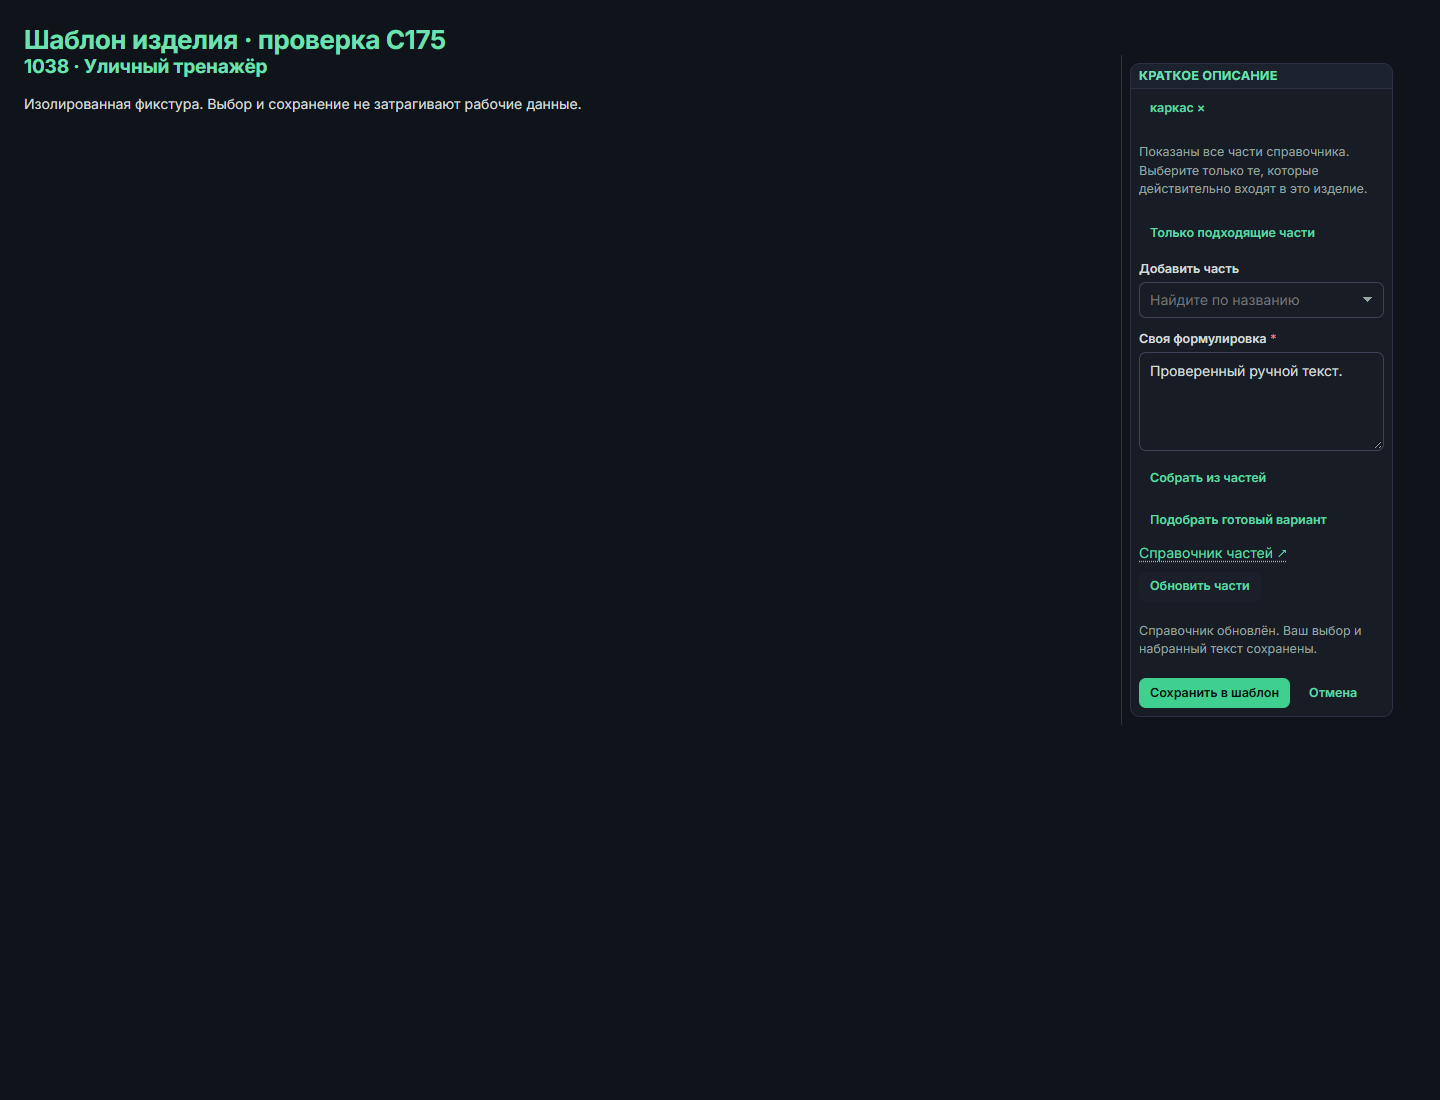 Шаблон изделия · проверка C175
1038 · Уличный тренажёр
Изолированная фикстура. Выбор и сохранение не затрагивают рабочие данные.
КРАТКОЕ ОПИСАНИЕ
каркас ×
Показаны все части справочника.
Выберите только те, которые
действительно входят в это изделие.
Только подходящие части
Добавить часть
Найдите по названию
Своя формулировка *
Проверенный ручной текст.
Собрать из частей
Подобрать готовый вариант
Справочник частей ↗
Обновить части
Справочник обновлён. Ваш выбор и
набранный текст сохранены.
Сохранить в шаблон Отмена